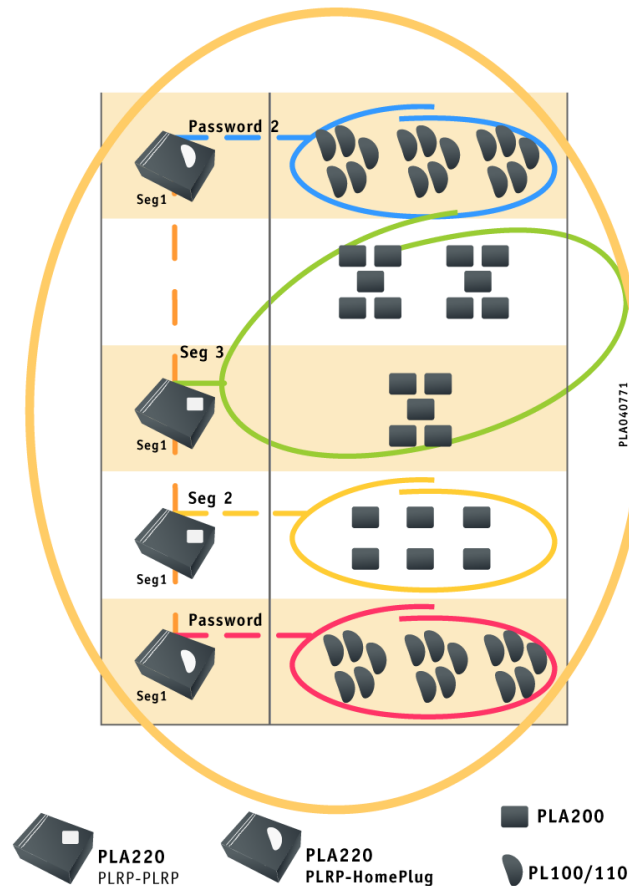 Password 2
Seg1
Seg 3
Seg1
PLA040771
Seg 2
Seg1
Password
Seg1
PLA220
PLRP-PLRP
PLA220
PLRP-HomePlug
PLA200
PL100/110